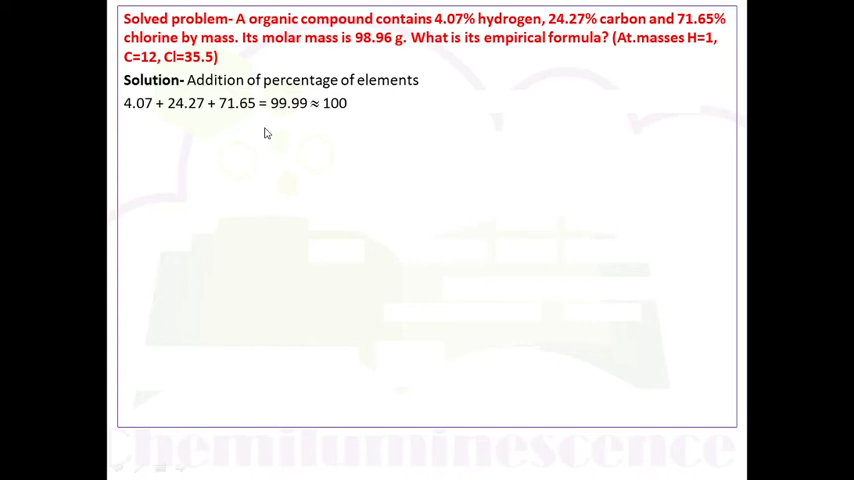 Solved problem- A organic compound contains 4.07% hydrogen, 24.27% carbon and 71.65%
chlorine by mass. Its molar mass is 98.96 g. What is its empirical formula? (At.masses H=1,
C=12, Cl=35.5)
Solution- Addition of percentage of elements
4.07 + 24.27 + 71.65 = 99.99 ≈ 100
Chemiluminescence